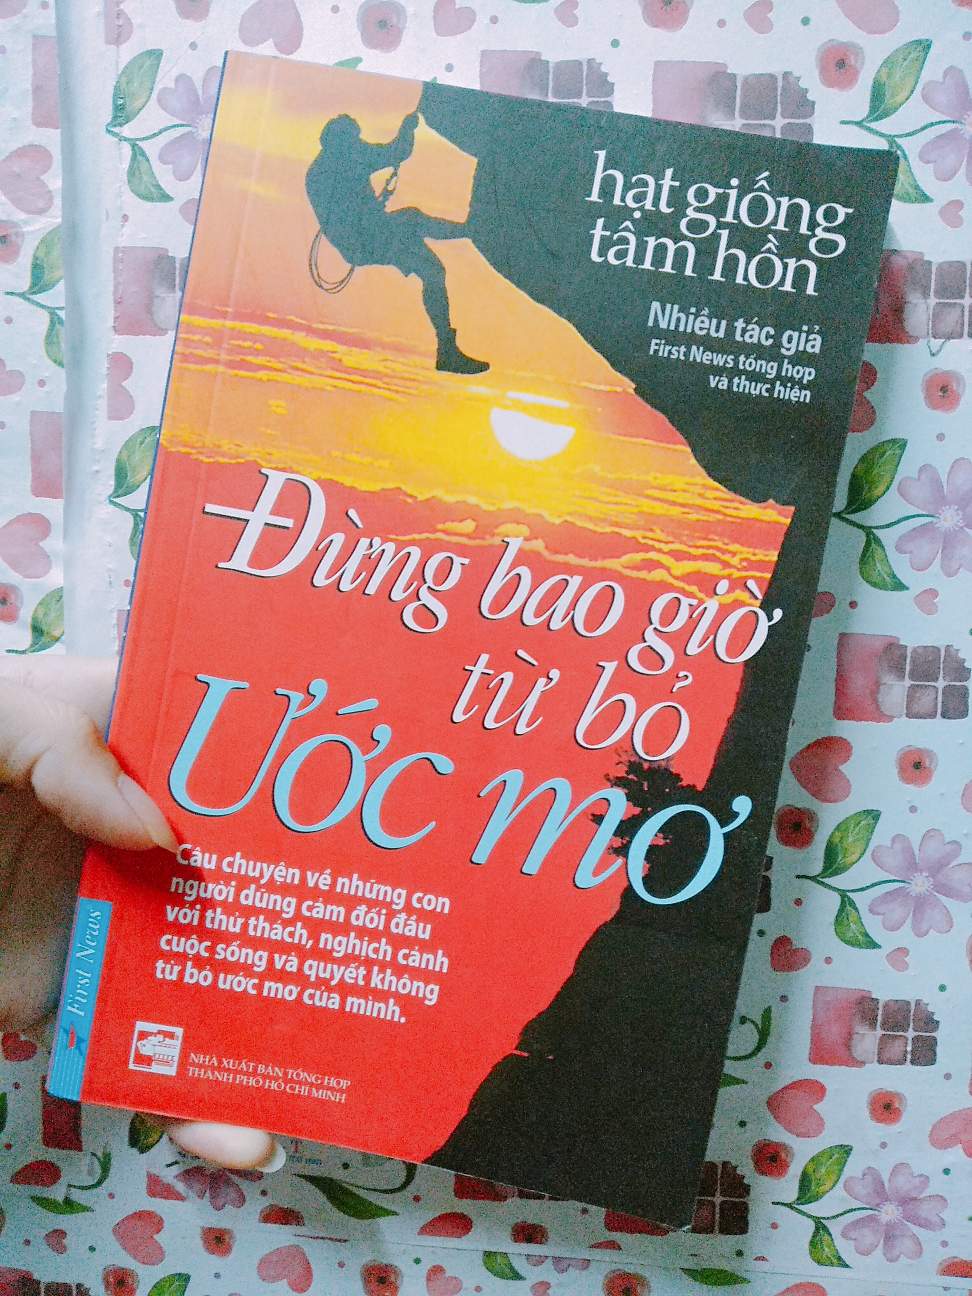 hạt giống
tâm hồn
Nhiều tác giả
First News tổng hợp
và thực hiện
Đừng bao giờ
từ bỏ
Ước mơ
Câu chuyện về những con
người dũng cảm đối đầu
với thử thách, nghịch cảnh
cuộc sống và quyết không
từ bỏ ước mơ của mình.
First News
NHÀ XUẤT BẢN TỔNG HỢP
THÀNH PHỐ HỒ CHÍ MINH